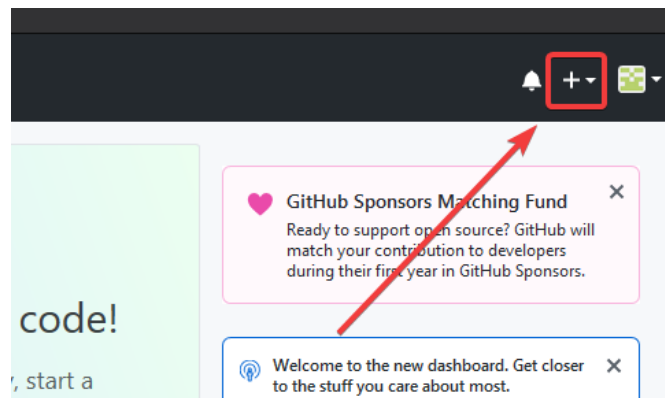 GitHub Sponsors Matching Fund
Ready to support open source? GitHub will
match your contribution to developers
during their first year in GitHub Sponsors.
code!
, start a
Welcome to the new dashboard. Get closer
to the stuff you care about most.